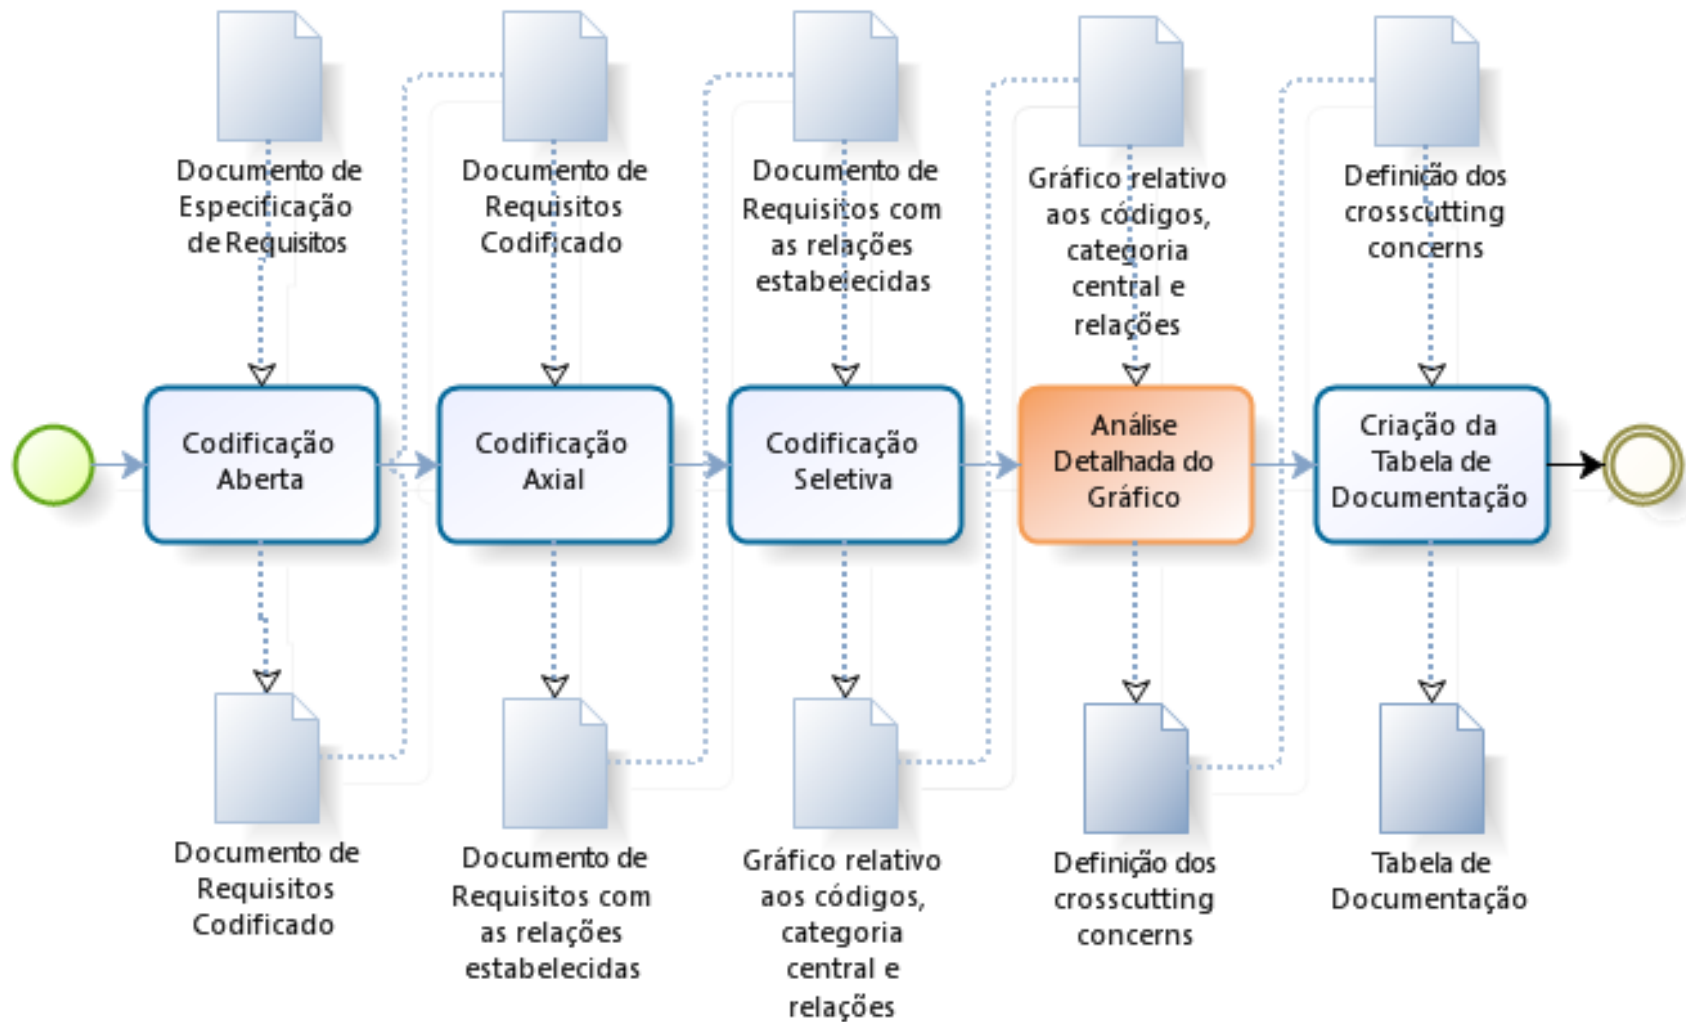 Documento de
Especificação
de Requisitos
Documento de
Requisitos
Codificado
Documento de
Requisitos com
as relações
estabelecidas
Gráfico relativo
aos códigos,
categoria
central e
relações
Definição dos
crosscutting
concerns
Codificação
Aberta
Codificação
Axial
Codificação
Seletiva
Análise
Detalhada do
Gráfico
Criação da
Tabela de
Documentação
Documento de
Requisitos
Codificado
Documento de
Requisitos com
as relações
estabelecidas
Gráfico relativo
aos códigos,
categoria
central e
relações
Definição dos
crosscutting
concerns
Tabela de
Documentação